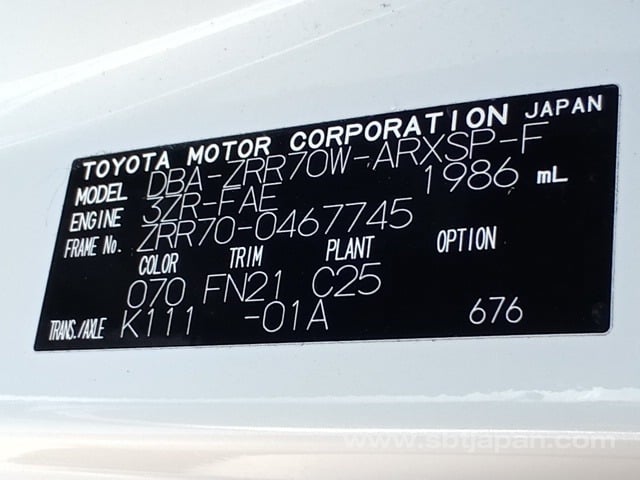 TOYOTA MOTOR CORPORATION JAPAN
MODEL DBA-ZRR70W-ARXSP-F
ENGINE 3ZR-FAE 1986 mL
FRAME No. ZRR70-0467745
COLOR TRIM PLANT OPTION
070 FN21 C25
TRANS./AXLE K111 -01A 676
www.sbtjapan.com